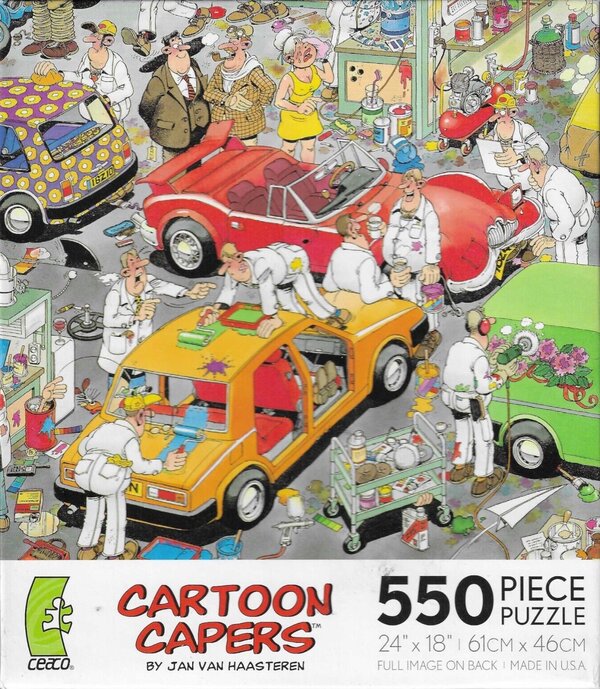 CARTOON
CAPERS™
BY JAN VAN HAASTEREN
ceaco®
550 PIECE
PUZZLE
24" x 18" | 61CM x 46CM
FULL IMAGE ON BACK | MADE IN U.S.A.